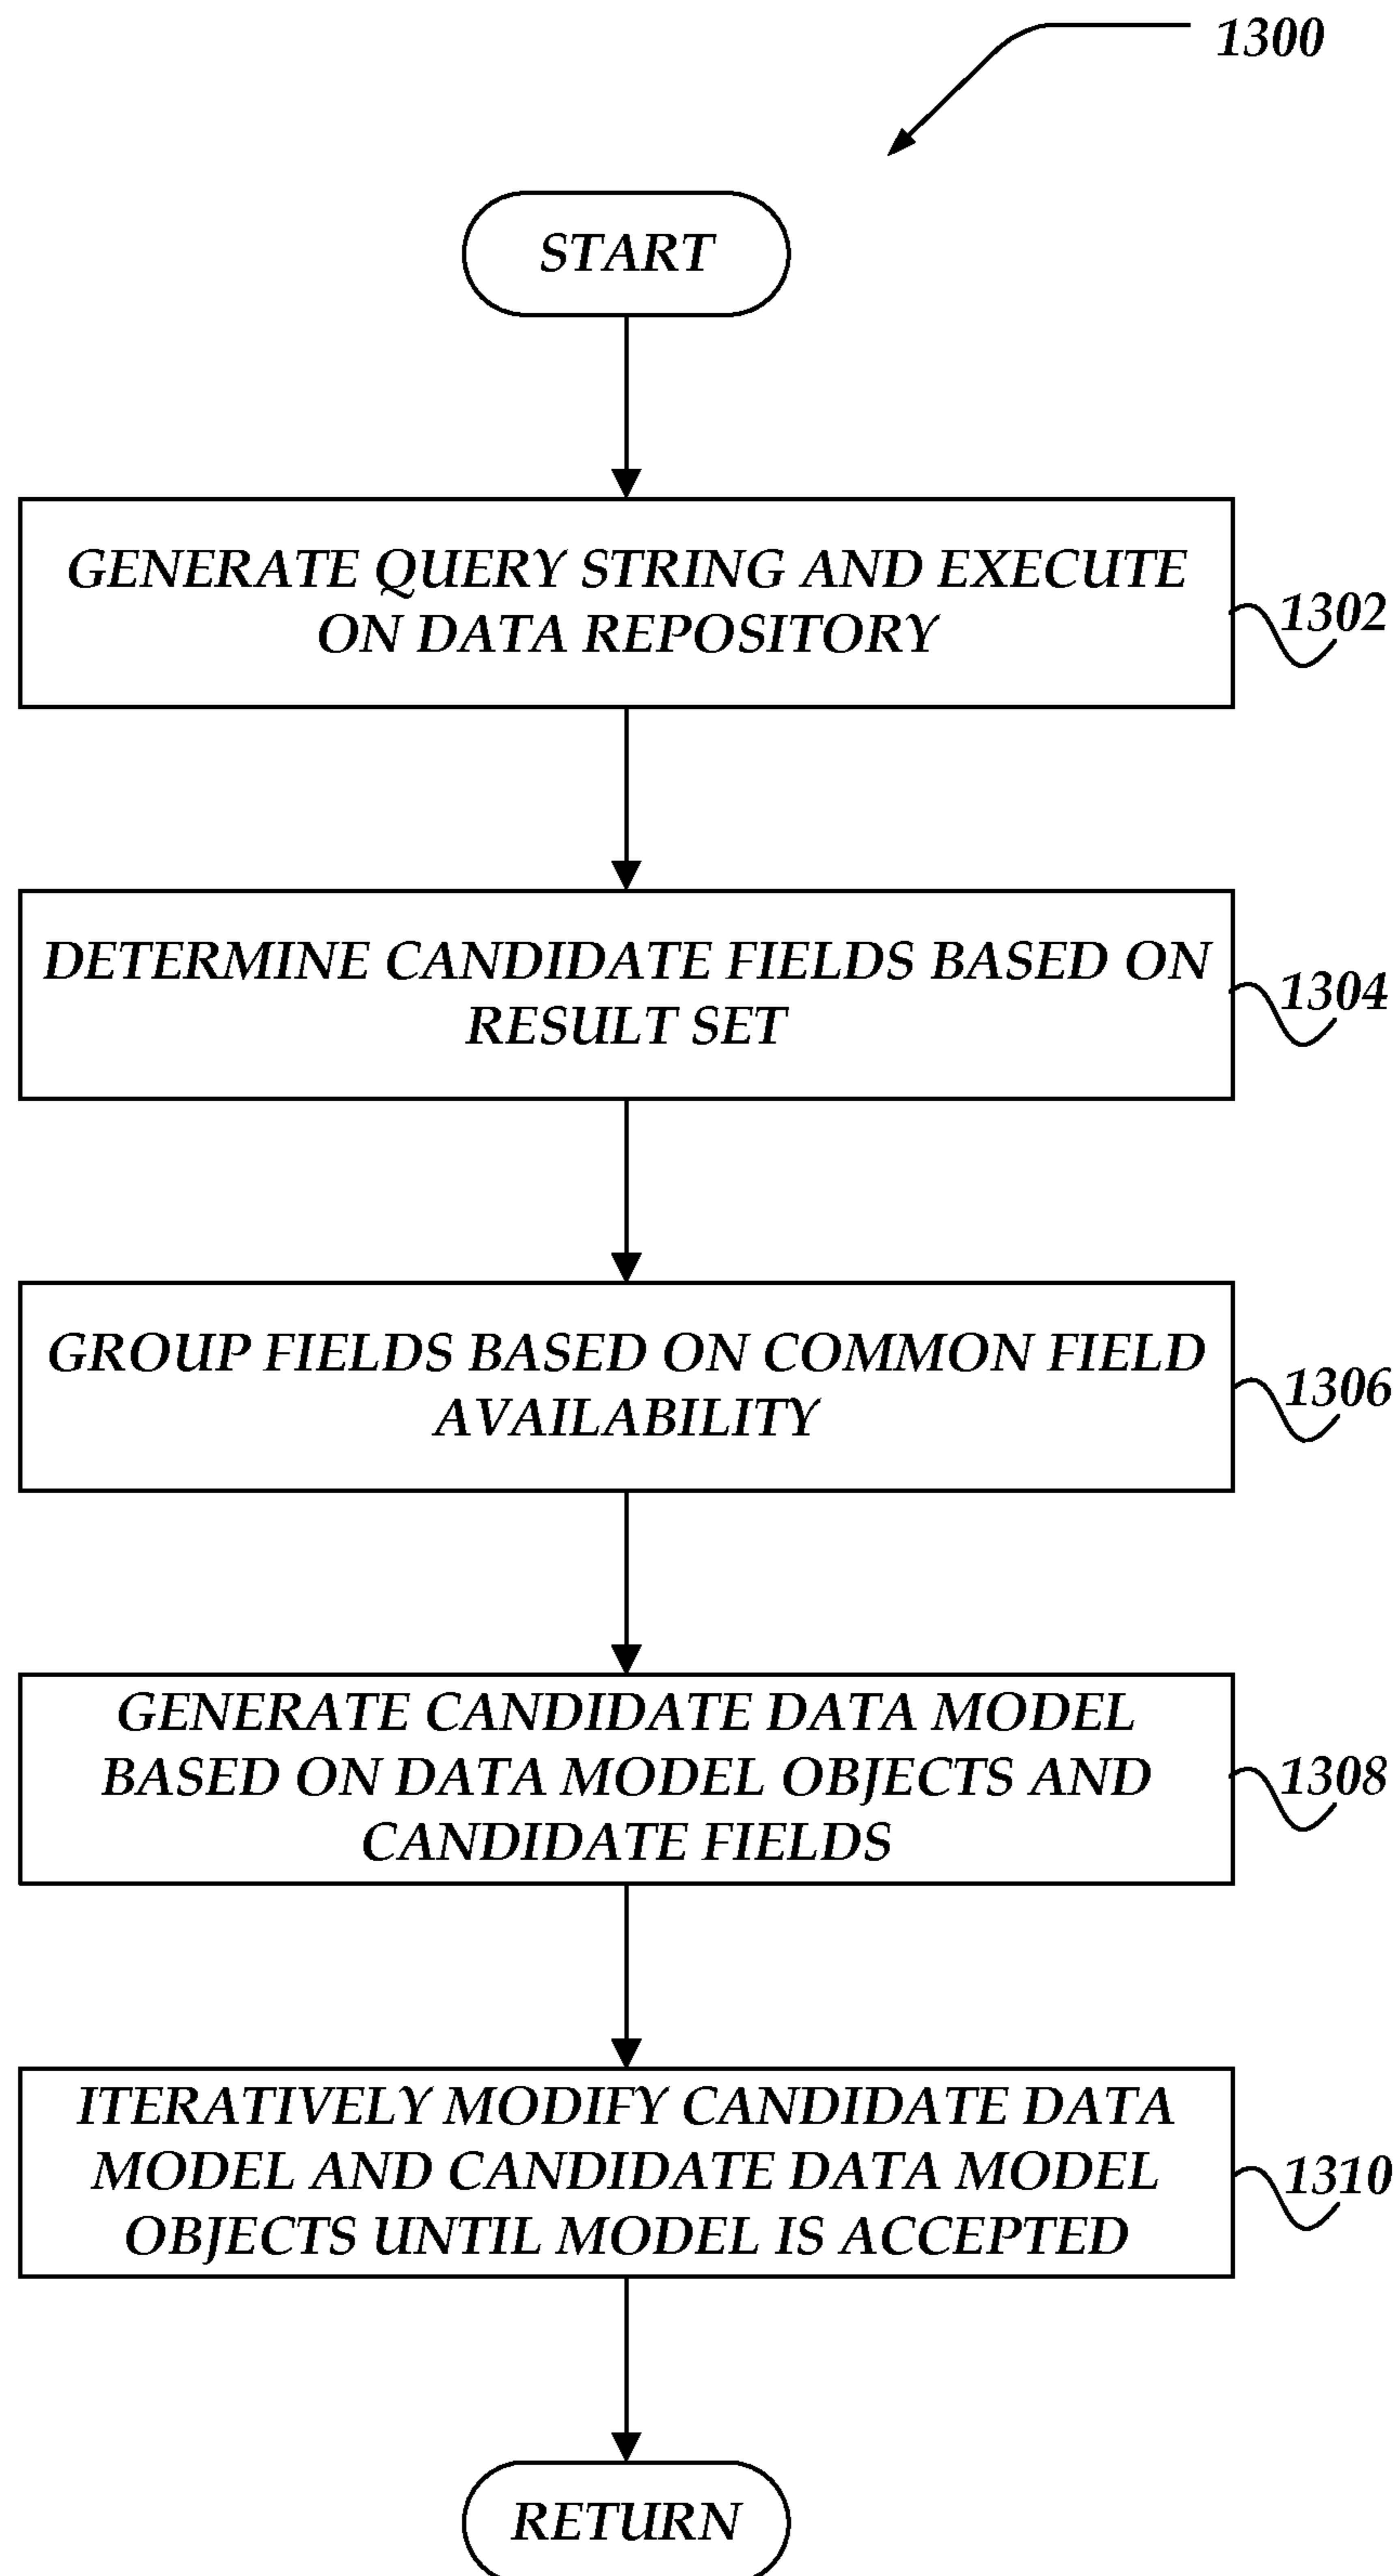 1300
START
GENERATE QUERY STRING AND EXECUTE
ON DATA REPOSITORY
1302
DETERMINE CANDIDATE FIELDS BASED ON
RESULT SET
1304
GROUP FIELDS BASED ON COMMON FIELD
AVAILABILITY
1306
GENERATE CANDIDATE DATA MODEL
BASED ON DATA MODEL OBJECTS AND
CANDIDATE FIELDS
1308
ITERATIVELY MODIFY CANDIDATE DATA
MODEL AND CANDIDATE DATA MODEL
OBJECTS UNTIL MODEL IS ACCEPTED
1310
RETURN